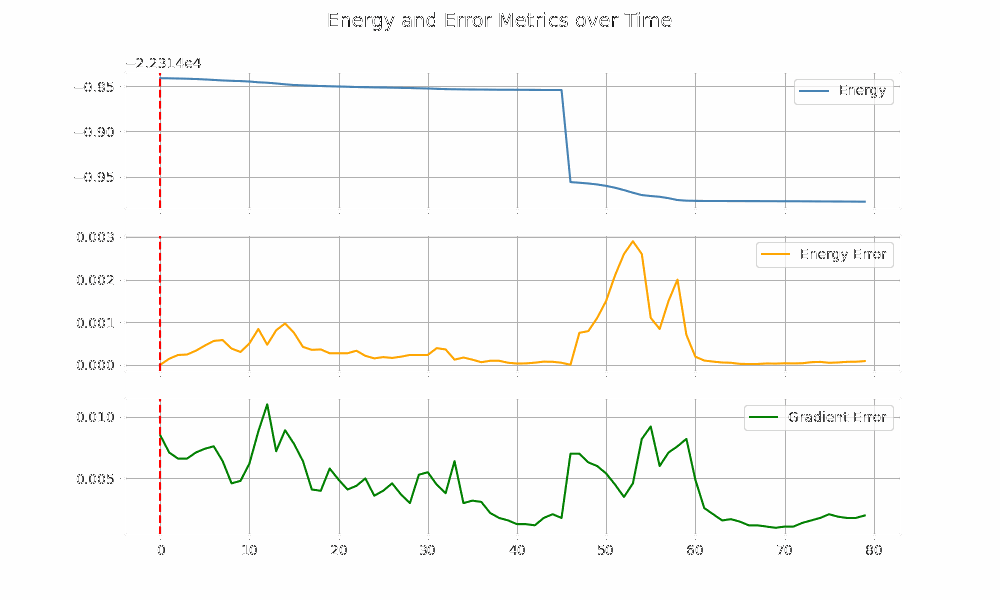 Energy and Error Metrics over Time
−2.2314e4
−0.85
−0.90
−0.95
Energy
0.003
0.002
0.001
0.000
Energy Error
0.010
0.005
Gradient Error
0 10 20 30 40 50 60 70 80